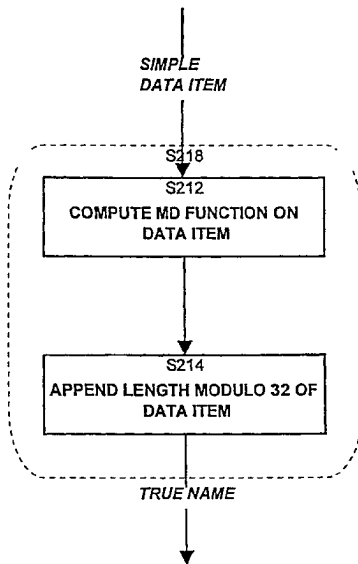 SIMPLE
DATA ITEM
S218
S212
COMPUTE MD FUNCTION ON
DATA ITEM
S214
APPEND LENGTH MODULO 32 OF
DATA ITEM
TRUE NAME